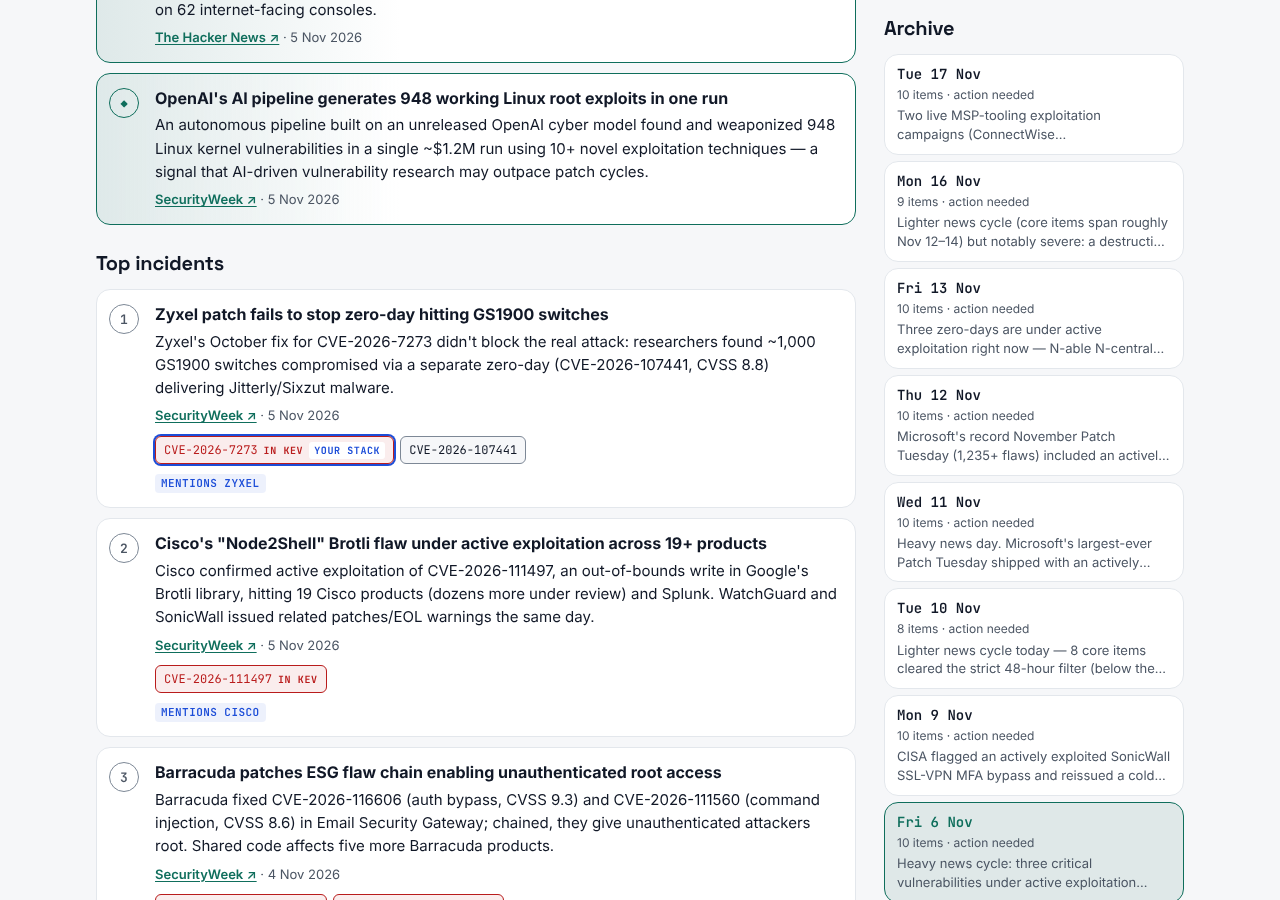 on 62 internet-facing consoles.
The Hacker News ↗ · 5 Nov 2026
◆
OpenAI's AI pipeline generates 948 working Linux root exploits in one run
An autonomous pipeline built on an unreleased OpenAI cyber model found and weaponized 948
Linux kernel vulnerabilities in a single ~$1.2M run using 10+ novel exploitation techniques — a
signal that AI-driven vulnerability research may outpace patch cycles.
SecurityWeek ↗ · 5 Nov 2026
Top incidents
1
Zyxel patch fails to stop zero-day hitting GS1900 switches
Zyxel's October fix for CVE-2026-7273 didn't block the real attack: researchers found ~1,000
GS1900 switches compromised via a separate zero-day (CVE-2026-107441, CVSS 8.8)
delivering Jitterly/Sixzut malware.
SecurityWeek ↗ · 5 Nov 2026
CVE-2026-7273 IN KEV YOUR STACK CVE-2026-107441
MENTIONS ZYXEL
2
Cisco's "Node2Shell" Brotli flaw under active exploitation across 19+ products
Cisco confirmed active exploitation of CVE-2026-111497, an out-of-bounds write in Google's
Brotli library, hitting 19 Cisco products (dozens more under review) and Splunk. WatchGuard and
SonicWall issued related patches/EOL warnings the same day.
SecurityWeek ↗ · 5 Nov 2026
CVE-2026-111497 IN KEV
MENTIONS CISCO
3
Barracuda patches ESG flaw chain enabling unauthenticated root access
Barracuda fixed CVE-2026-116606 (auth bypass, CVSS 9.3) and CVE-2026-111560 (command
injection, CVSS 8.6) in Email Security Gateway; chained, they give unauthenticated attackers
root. Shared code affects five more Barracuda products.
SecurityWeek ↗ · 4 Nov 2026
Archive
Tue 17 Nov
10 items · action needed
Two live MSP-tooling exploitation
campaigns (ConnectWise…
Mon 16 Nov
9 items · action needed
Lighter news cycle (core items span roughly
Nov 12–14) but notably severe: a destructi…
Fri 13 Nov
10 items · action needed
Three zero-days are under active
exploitation right now — N-able N-central…
Thu 12 Nov
10 items · action needed
Microsoft's record November Patch
Tuesday (1,235+ flaws) included an activel…
Wed 11 Nov
10 items · action needed
Heavy news day. Microsoft's largest-ever
Patch Tuesday shipped with an actively…
Tue 10 Nov
8 items · action needed
Lighter news cycle today — 8 core items
cleared the strict 48-hour filter (below the…
Mon 9 Nov
10 items · action needed
CISA flagged an actively exploited SonicWall
SSL-VPN MFA bypass and reissued a cold…
Fri 6 Nov
10 items · action needed
Heavy news cycle: three critical
vulnerabilities under active exploitation…